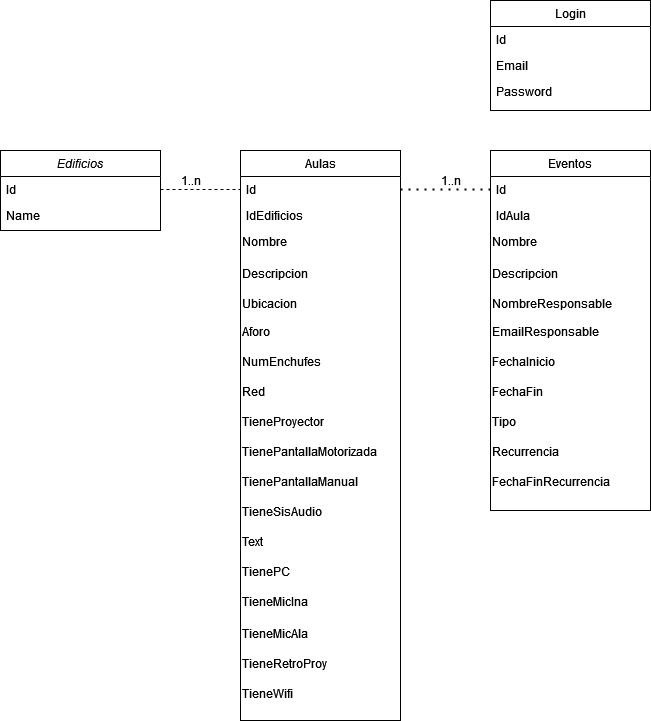 Login
Id
Email
Password
Edificios
Id
Name
1..n
Aulas
Id
IdEdificios
Nombre
Descripcion
Ubicacion
Aforo
NumEnchufes
Red
TieneProyector
TienePantallaMotorizada
TienePantallaManual
TieneSisAudio
Text
TienePC
TieneMicIna
TieneMicAla
TieneRetroProy
TieneWifi
1..n
Eventos
Id
IdAula
Nombre
Descripcion
NombreResponsable
EmailResponsable
FechaInicio
FechaFin
Tipo
Recurrencia
FechaFinRecurrencia